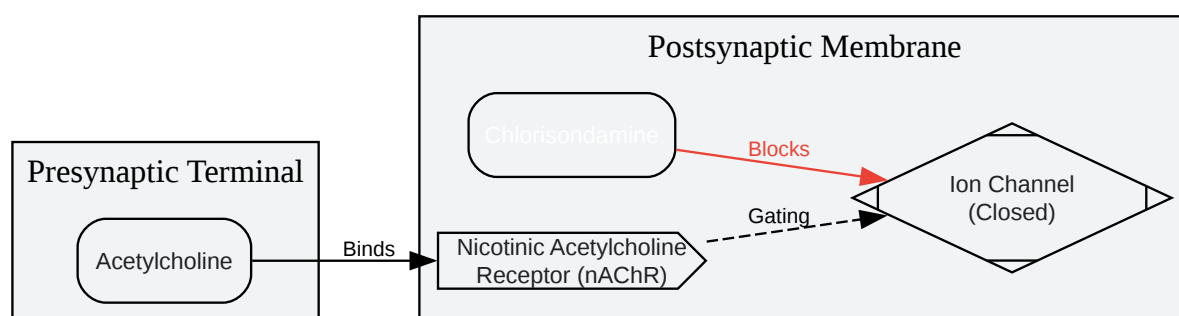 Postsynaptic Membrane
Chlorisondamine
Presynaptic Terminal
Blocks
Ion Channel
(Closed)
Gating
Acetylcholine
Binds
Nicotinic Acetylcholine
Receptor (nAChR)